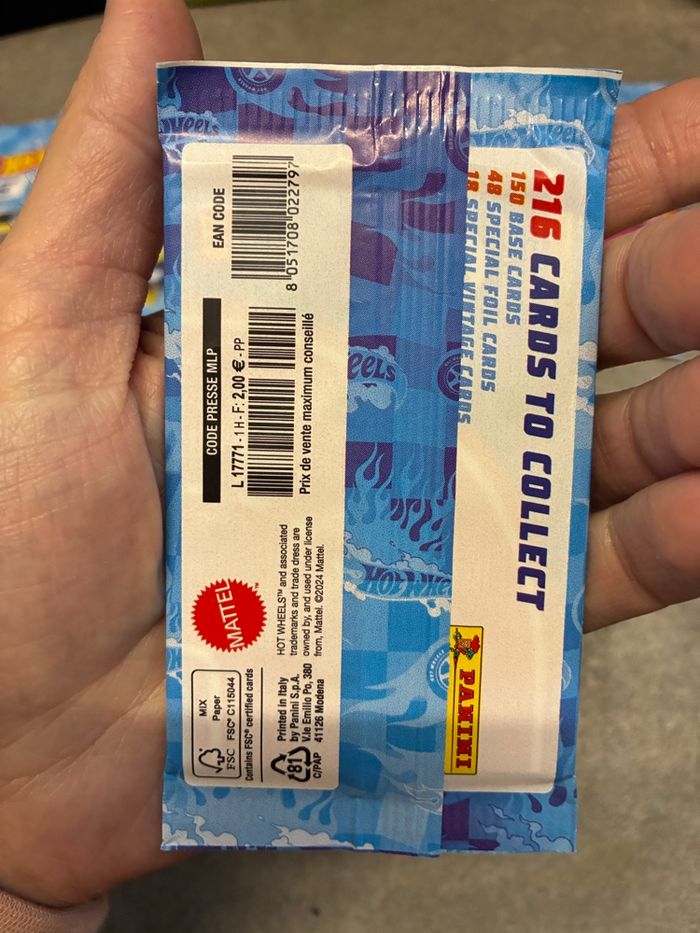 216 CARDS TO COLLECT
150 BASE CARDS
48 SPECIAL FOIL CARDS
18 SPECIAL VINTAGE CARDS
PANINI
EAN CODE
8 051708 022797
CODE PRESSE MLP
L 17771 - 1 H - F: 2,00 € - PP
Prix de vente maximum conseillé
MATTEL
HOT WHEELS™ and associated
trademarks and trade dress are
owned by, and used under license
from, Mattel. ©2024 Mattel.
MIX
Paper
FSC
FSC® C115044
Contains FSC® certified cards
81
C/PAP
Printed in Italy
by Panini S.p.A.
V.le Emilio Po, 380
41126 Modena